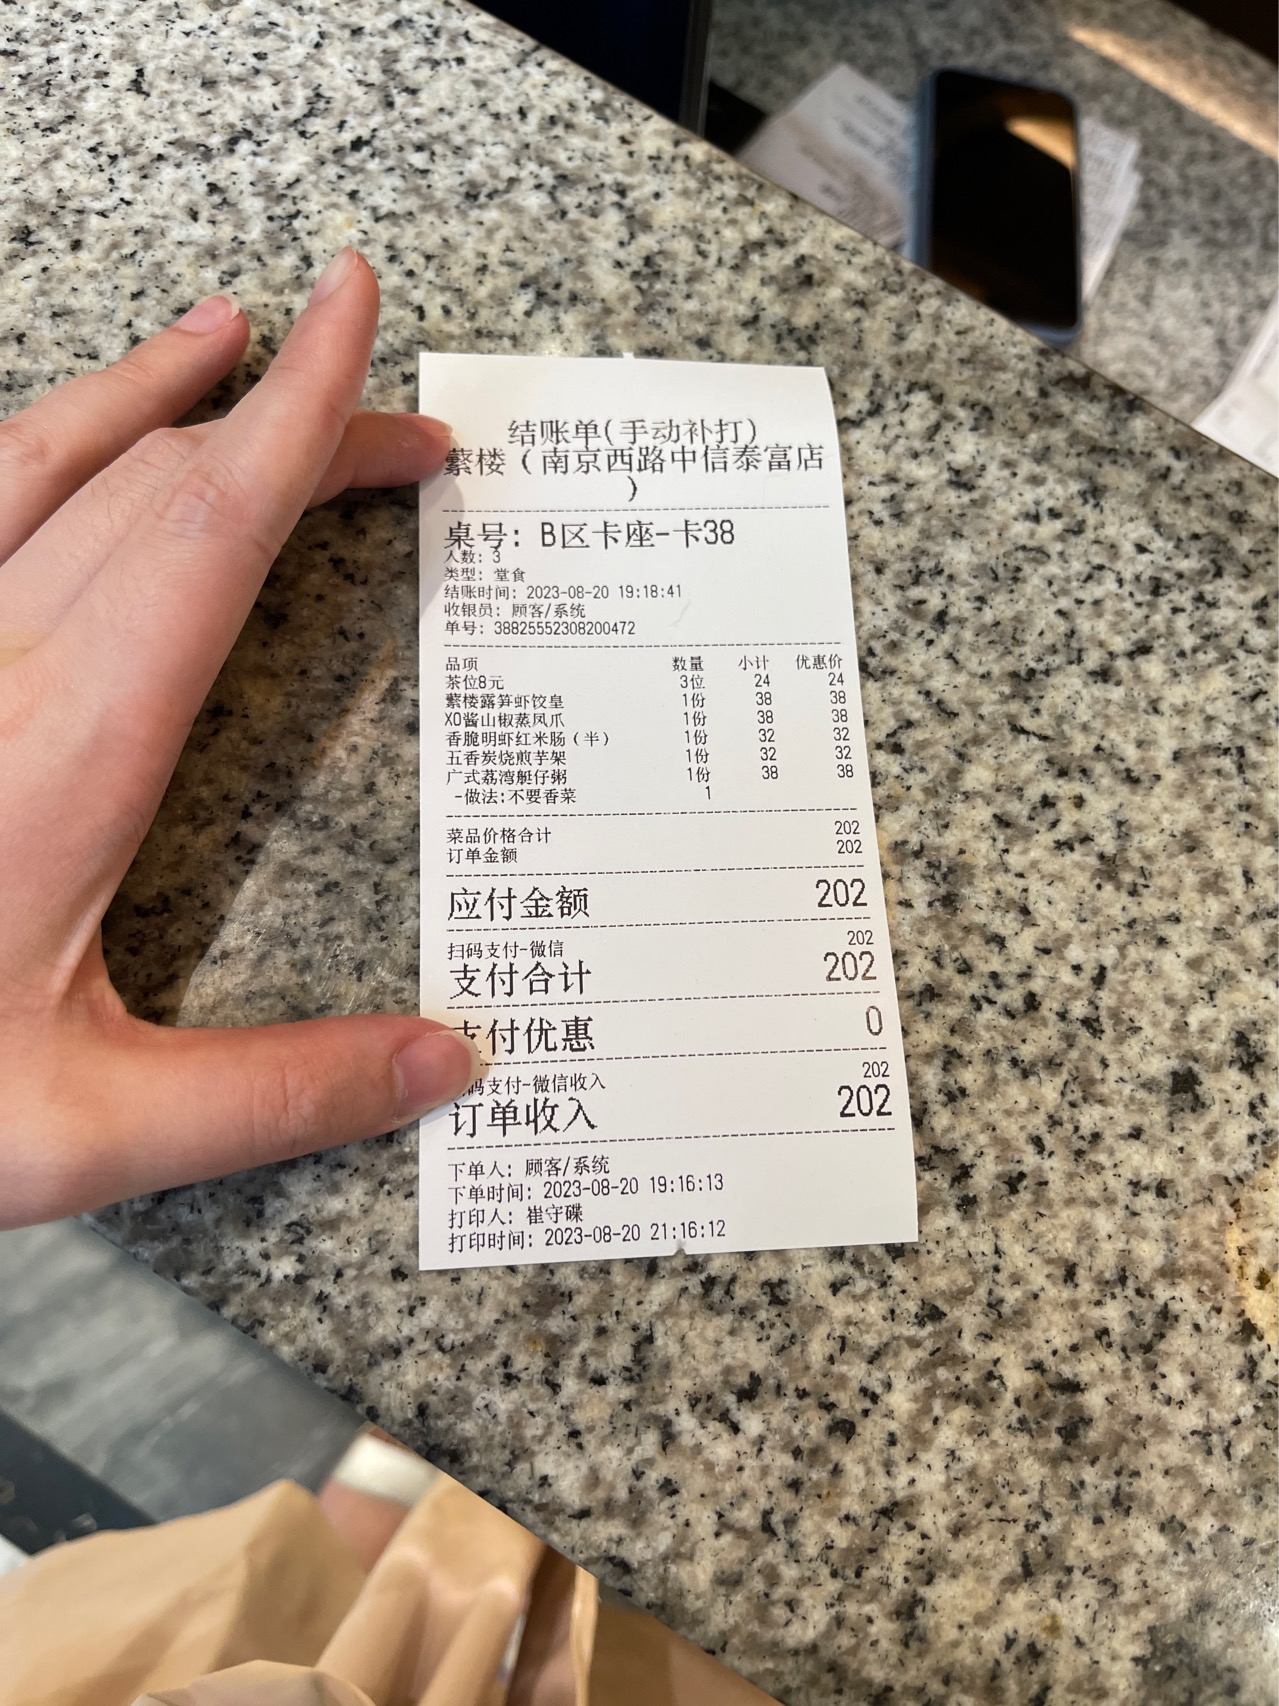 结账单(手动补打)
蘩楼（南京西路中信泰富店
）
桌号: B区卡座-卡38
人数: 3
类型: 堂食
结账时间: 2023-08-20 19:18:41
收银员: 顾客/系统
单号: 38825552308200472
品项 数量 小计 优惠价
茶位8元 3位 24 24
蘩楼露笋虾饺皇 1份 38 38
XO酱山椒蒸凤爪 1份 38 38
香脆明虾红米肠（半） 1份 32 32
五香炭烧煎芋架 1份 32 32
广式荔湾艇仔粥 1份 38 38
-做法:不要香菜 1
菜品价格合计 202
订单金额 202
应付金额 202
扫码支付-微信 202
支付合计 202
支付优惠 0
码支付-微信收入 202
订单收入 202
下单人: 顾客/系统
下单时间: 2023-08-20 19:16:13
打印人: 崔守碟
打印时间: 2023-08-20 21:16:12